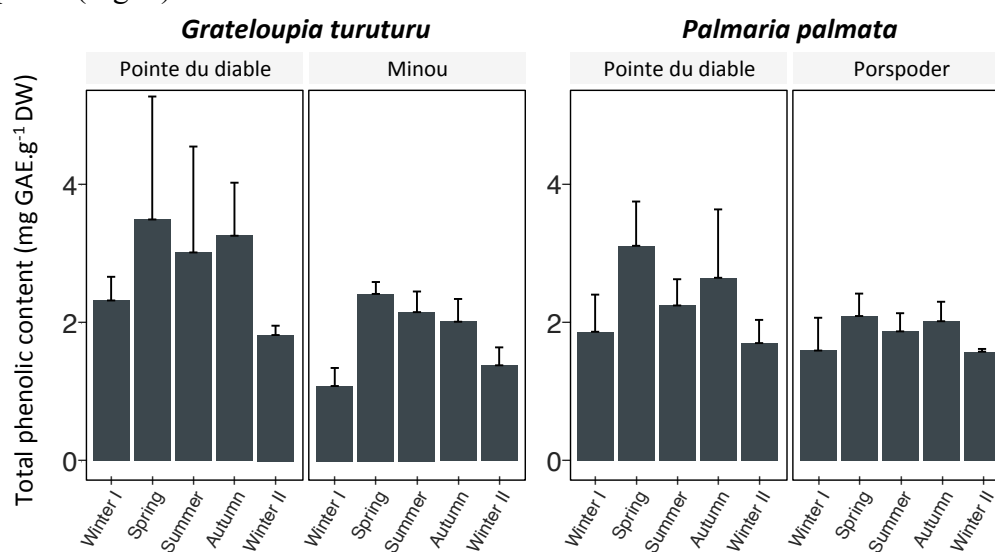 Grateloupia turuturu Palmaria palmata
Pointe du diable Minou Pointe du diable Porspoder
Total phenolic content (mg GAE.g⁻¹ DW)
4 4
2 2
0 0
Winter I Spring Summer Autumn Winter II Winter I Spring Summer Autumn Winter II Winter I Spring Summer Autumn Winter II Winter I Spring Summer Autumn Winter II